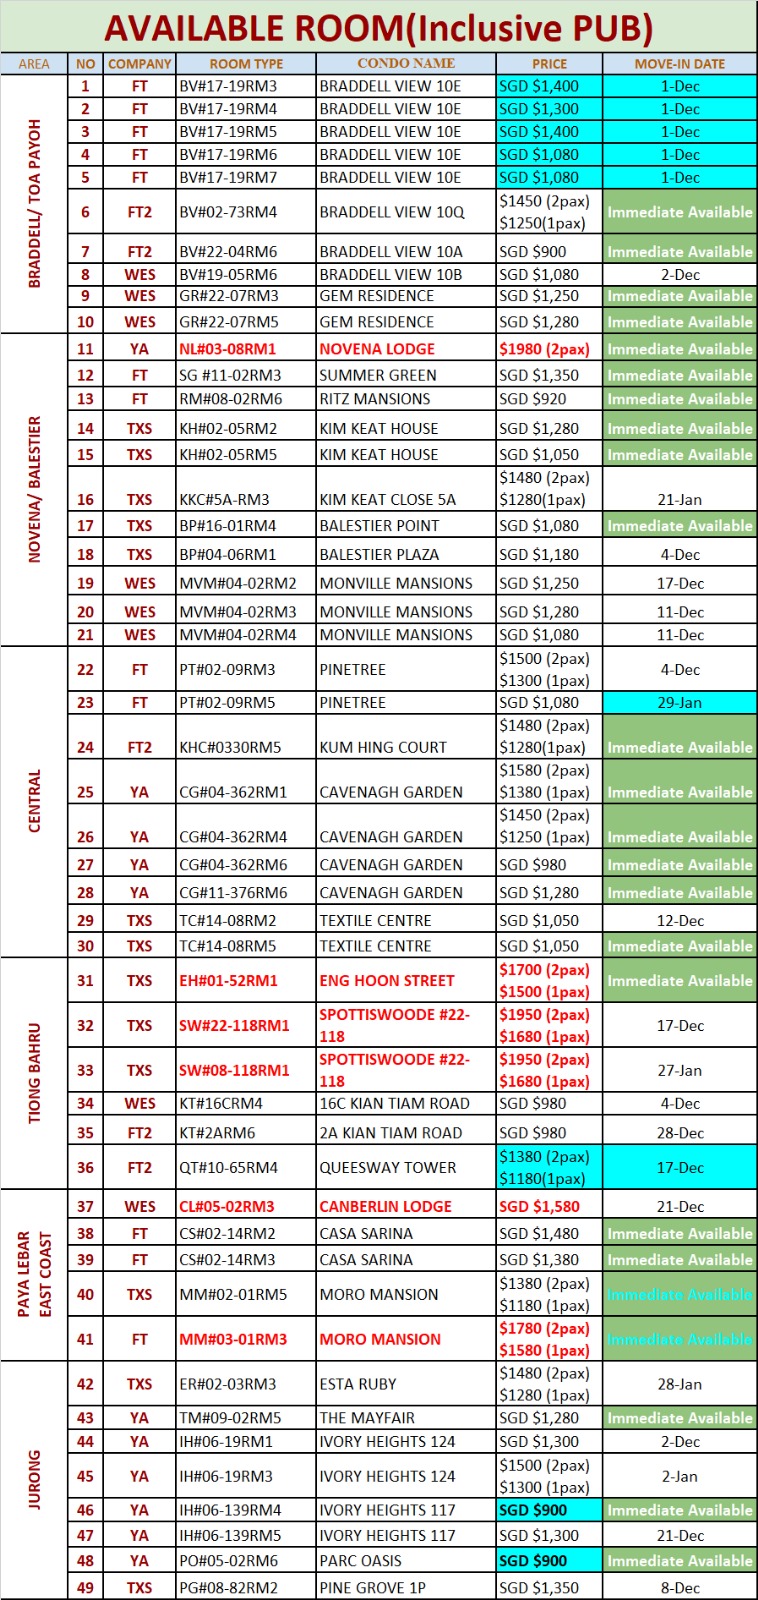 AVAILABLE ROOM(Inclusive PUB)
AREA NO COMPANY ROOM TYPE CONDO NAME PRICE MOVE-IN DATE
BRADDELL/ TOA PAYOH
1 FT BV#17-19RM3 BRADDELL VIEW 10E SGD $1,400 1-Dec
2 FT BV#17-19RM4 BRADDELL VIEW 10E SGD $1,300 1-Dec
3 FT BV#17-19RM5 BRADDELL VIEW 10E SGD $1,400 1-Dec
4 FT BV#17-19RM6 BRADDELL VIEW 10E SGD $1,080 1-Dec
5 FT BV#17-19RM7 BRADDELL VIEW 10E SGD $1,080 1-Dec
6 FT2 BV#02-73RM4 BRADDELL VIEW 10Q $1450 (2pax)
$1250(1pax) Immediate Available
7 FT2 BV#22-04RM6 BRADDELL VIEW 10A SGD $900 Immediate Available
8 WES BV#19-05RM6 BRADDELL VIEW 10B SGD $1,080 2-Dec
9 WES GR#22-07RM3 GEM RESIDENCE SGD $1,250 Immediate Available
10 WES GR#22-07RM5 GEM RESIDENCE SGD $1,280 Immediate Available
NOVENA/ BALESTIER
11 YA NL#03-08RM1 NOVENA LODGE $1980 (2pax) Immediate Available
12 FT SG #11-02RM3 SUMMER GREEN SGD $1,350 Immediate Available
13 FT RM#08-02RM6 RITZ MANSIONS SGD $920 Immediate Available
14 TXS KH#02-05RM2 KIM KEAT HOUSE SGD $1,280 Immediate Available
15 TXS KH#02-05RM5 KIM KEAT HOUSE SGD $1,050 Immediate Available
16 TXS KKC#5A-RM3 KIM KEAT CLOSE 5A $1480 (2pax)
$1280(1pax) 21-Jan
17 TXS BP#16-01RM4 BALESTIER POINT SGD $1,080 Immediate Available
18 TXS BP#04-06RM1 BALESTIER PLAZA SGD $1,180 4-Dec
19 WES MVM#04-02RM2 MONVILLE MANSIONS SGD $1,250 17-Dec
20 WES MVM#04-02RM3 MONVILLE MANSIONS SGD $1,280 11-Dec
21 WES MVM#04-02RM4 MONVILLE MANSIONS SGD $1,080 11-Dec
CENTRAL
22 FT PT#02-09RM3 PINETREE $1500 (2pax)
$1300 (1pax) 4-Dec
23 FT PT#02-09RM5 PINETREE SGD $1,080 29-Jan
24 FT2 KHC#0330RM5 KUM HING COURT $1480 (2pax)
$1280(1pax) Immediate Available
25 YA CG#04-362RM1 CAVENAGH GARDEN $1580 (2pax)
$1380 (1pax) Immediate Available
26 YA CG#04-362RM4 CAVENAGH GARDEN $1450 (2pax)
$1250 (1pax) Immediate Available
27 YA CG#04-362RM6 CAVENAGH GARDEN SGD $980 Immediate Available
28 YA CG#11-376RM6 CAVENAGH GARDEN SGD $1,280 Immediate Available
29 TXS TC#14-08RM2 TEXTILE CENTRE SGD $1,050 12-Dec
30 TXS TC#14-08RM5 TEXTILE CENTRE SGD $1,050 Immediate Available
TIONG BAHRU
31 TXS EH#01-52RM1 ENG HOON STREET $1700 (2pax)
$1500 (1pax) Immediate Available
32 TXS SW#22-118RM1 SPOTTISWOODE #22-
118 $1950 (2pax)
$1680 (1pax) 17-Dec
33 TXS SW#08-118RM1 SPOTTISWOODE #22-
118 $1950 (2pax)
$1680 (1pax) 27-Jan
34 WES KT#16CRM4 16C KIAN TIAM ROAD SGD $980 4-Dec
35 FT2 KT#2ARM6 2A KIAN TIAM ROAD SGD $980 28-Dec
36 FT2 QT#10-65RM4 QUEESWAY TOWER $1380 (2pax)
$1180(1pax) 17-Dec
PAYA LEBAR
EAST COAST
37 WES CL#05-02RM3 CANBERLIN LODGE SGD $1,580 21-Dec
38 FT CS#02-14RM2 CASA SARINA SGD $1,480 Immediate Available
39 FT CS#02-14RM3 CASA SARINA SGD $1,380 Immediate Available
40 TXS MM#02-01RM5 MORO MANSION $1380 (2pax)
$1180 (1pax) Immediate Available
41 FT MM#03-01RM3 MORO MANSION $1780 (2pax)
$1580 (1pax) Immediate Available
JURONG
42 TXS ER#02-03RM3 ESTA RUBY $1480 (2pax)
$1280 (1pax) 28-Jan
43 YA TM#09-02RM5 THE MAYFAIR SGD $1,280 Immediate Available
44 YA IH#06-19RM1 IVORY HEIGHTS 124 SGD $1,300 2-Dec
45 YA IH#06-19RM3 IVORY HEIGHTS 124 $1500 (2pax)
$1300 (1pax) 2-Jan
46 YA IH#06-139RM4 IVORY HEIGHTS 117 SGD $900 Immediate Available
47 YA IH#06-139RM5 IVORY HEIGHTS 117 SGD $1,300 21-Dec
48 YA PO#05-02RM6 PARC OASIS SGD $900 Immediate Available
49 TXS PG#08-82RM2 PINE GROVE 1P SGD $1,350 8-Dec